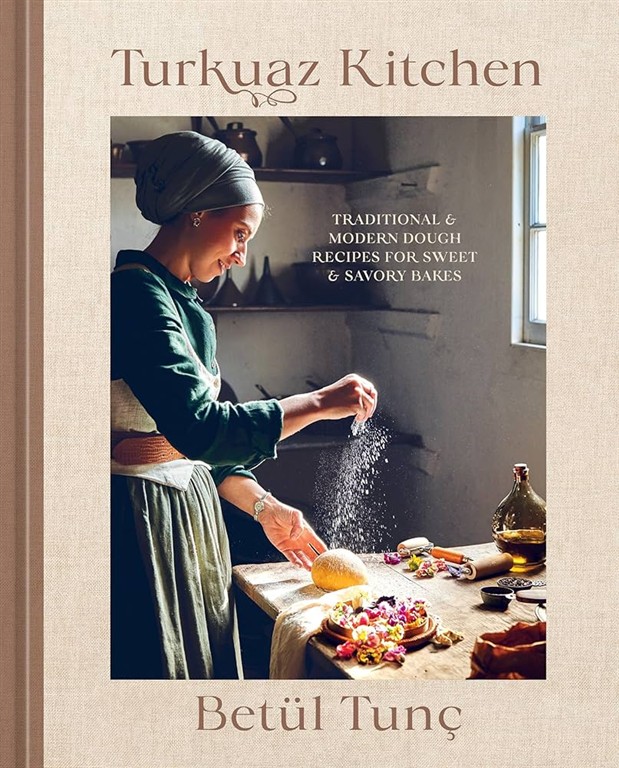 Turkuaz Kitchen
TRADITIONAL &
MODERN DOUGH
RECIPES FOR SWEET
& SAVORY BAKES
Betül Tunç